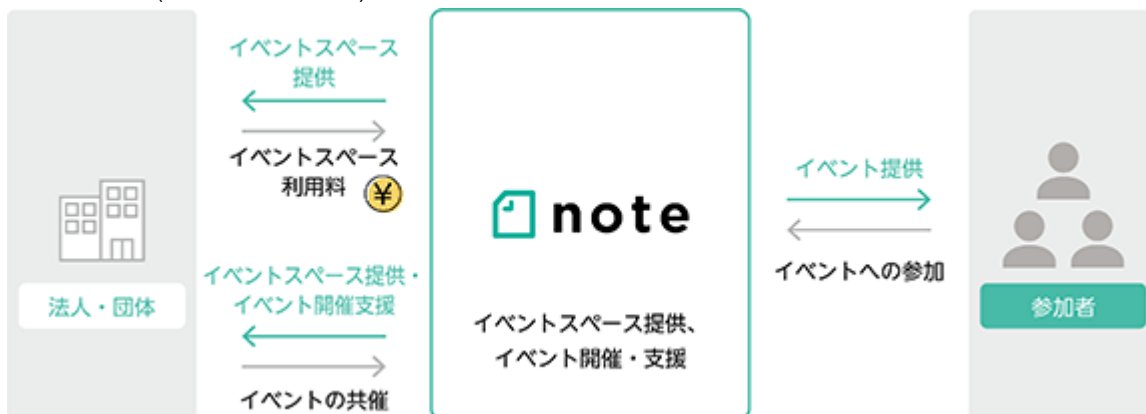 イベントスペース
提供
イベントスペース
利用料
¥
法人・団体
イベントスペース提供・
イベント開催支援
イベントの共催
note
イベントスペース提供、
イベント開催・支援
イベント提供
イベントへの参加
参加者